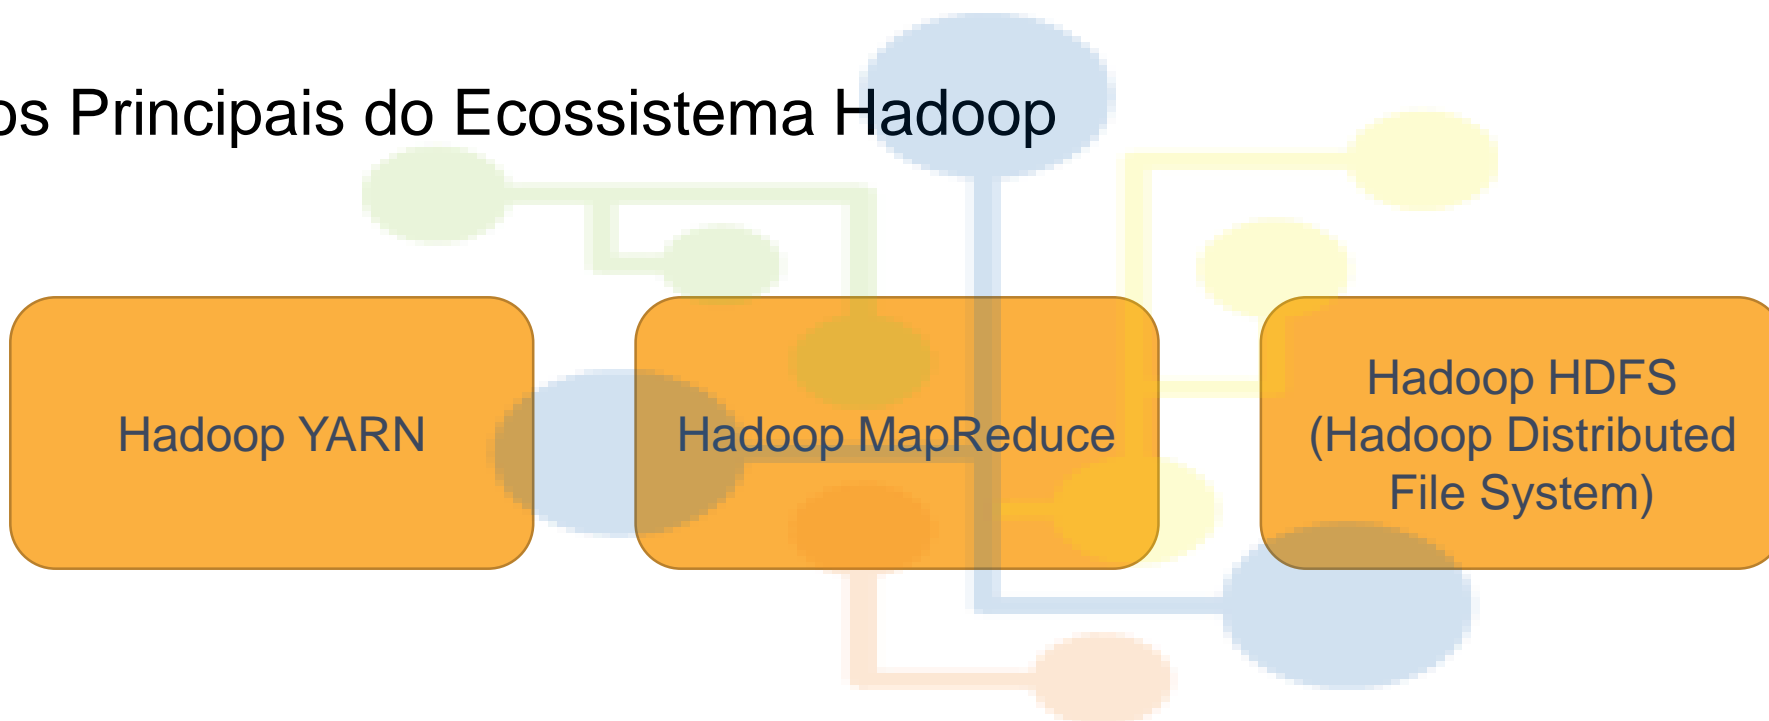 os Principais do Ecossistema Hadoop
Hadoop YARN
Hadoop MapReduce
Hadoop HDFS
(Hadoop Distributed
File System)